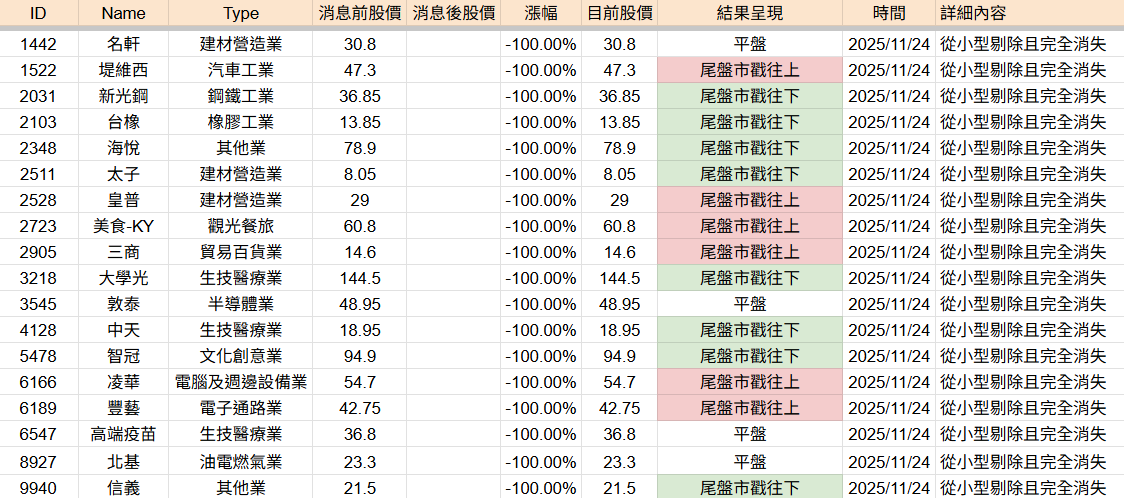 ID Name Type 消息前股價 消息後股價 漲幅 目前股價 結果呈現 時間 詳細內容
1442 名軒 建材營造業 30.8 -100.00% 30.8 平盤 2025/11/24 從小型剔除且完全消失
1522 堤維西 汽車工業 47.3 -100.00% 47.3 尾盤市戳往上 2025/11/24 從小型剔除且完全消失
2031 新光鋼 鋼鐵工業 36.85 -100.00% 36.85 尾盤市戳往下 2025/11/24 從小型剔除且完全消失
2103 台橡 橡膠工業 13.85 -100.00% 13.85 尾盤市戳往下 2025/11/24 從小型剔除且完全消失
2348 海悅 其他業 78.9 -100.00% 78.9 尾盤市戳往下 2025/11/24 從小型剔除且完全消失
2511 太子 建材營造業 8.05 -100.00% 8.05 尾盤市戳往下 2025/11/24 從小型剔除且完全消失
2528 皇普 建材營造業 29 -100.00% 29 尾盤市戳往上 2025/11/24 從小型剔除且完全消失
2723 美食-KY 觀光餐旅 60.8 -100.00% 60.8 尾盤市戳往上 2025/11/24 從小型剔除且完全消失
2905 三商 貿易百貨業 14.6 -100.00% 14.6 尾盤市戳往上 2025/11/24 從小型剔除且完全消失
3218 大學光 生技醫療業 144.5 -100.00% 144.5 尾盤市戳往下 2025/11/24 從小型剔除且完全消失
3545 敦泰 半導體業 48.95 -100.00% 48.95 平盤 2025/11/24 從小型剔除且完全消失
4128 中天 生技醫療業 18.95 -100.00% 18.95 尾盤市戳往下 2025/11/24 從小型剔除且完全消失
5478 智冠 文化創意業 94.9 -100.00% 94.9 尾盤市戳往下 2025/11/24 從小型剔除且完全消失
6166 凌華 電腦及週邊設備業 54.7 -100.00% 54.7 尾盤市戳往上 2025/11/24 從小型剔除且完全消失
6189 豐藝 電子通路業 42.75 -100.00% 42.75 尾盤市戳往上 2025/11/24 從小型剔除且完全消失
6547 高端疫苗 生技醫療業 36.8 -100.00% 36.8 平盤 2025/11/24 從小型剔除且完全消失
8927 北基 油電燃氣業 23.3 -100.00% 23.3 平盤 2025/11/24 從小型剔除且完全消失
9940 信義 其他業 21.5 -100.00% 21.5 尾盤市戳往下 2025/11/24 從小型剔除且完全消失